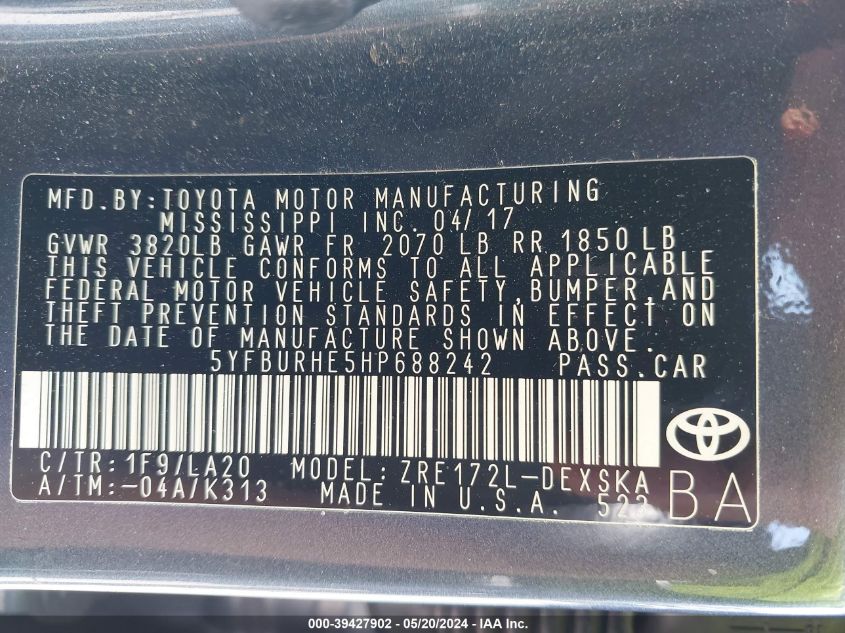 MFD.BY:TOYOTA MOTOR MANUFACTURING
MISSISSIPPI INC. 04/17
GVWR 3820LB GAWR FR 2070 LB RR 1850 LB
THIS VEHICLE CONFORMS TO ALL APPLICABLE
FEDERAL MOTOR VEHICLE SAFETY,BUMPER,AND
THEFT PREVENTION STANDARDS IN EFFECT ON
THE DATE OF MANUFACTURE SHOWN ABOVE.
5YFBURHE5HP688242 PASS.CAR
C/TR:1F9/LA20 MODEL:ZRE172L-DEXSKA
A/TM:-04A/K313 MADE IN U.S.A. 523
BA
000-39427902 - 05/20/2024 - IAA Inc.